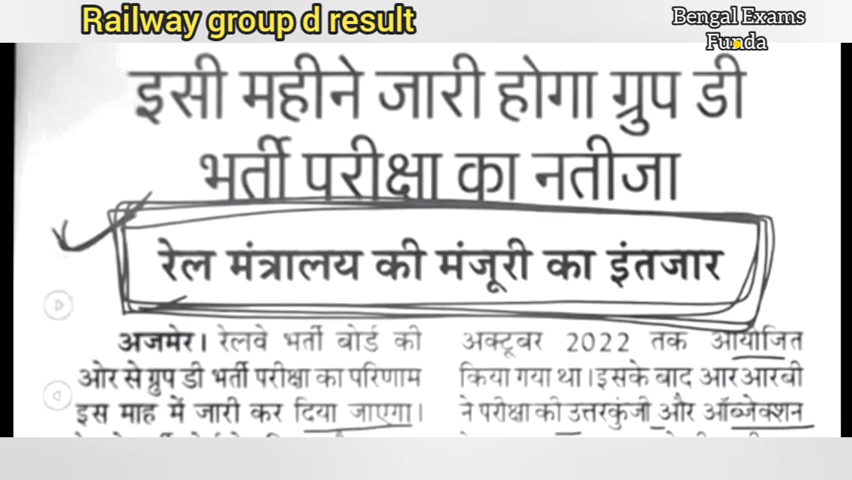 Railway group d result
Bengal Exams
Funda
इसी महीने जारी होगा ग्रुप डी
भर्ती परीक्षा का नतीजा
रेल मंत्रालय की मंजूरी का इंतजार
अजमेर। रेलवे भर्ती बोर्ड की
ओर से ग्रुप डी भर्ती परीक्षा का परिणाम
इस माह में जारी कर दिया जाएगा।
अक्टूबर 2022 तक आयोजित
किया गया था। इसके बाद आरआरबी
ने परीक्षा की उत्तरकुंजी और ऑब्जेक्शन